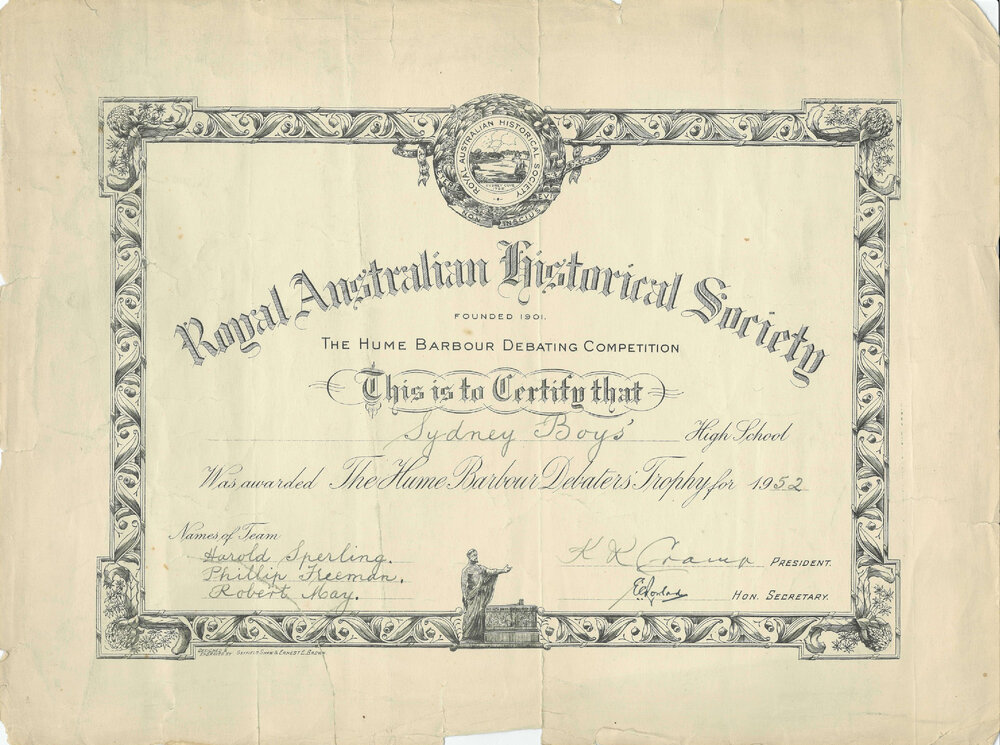 ROYAL AUSTRALIAN HISTORICAL SOCIETY
SYDNEY COVE
Royal Australian Historical Society
FOUNDED 1901.
THE HUME BARBOUR DEBATING COMPETITION
This is to Certify that
Sydney Boys' High School
Was awarded The Hume Barbour Debaters Trophy for 1952
Names of Team
Harold Sperling.
Phillip Freeman.
Robert May.
K R Cramp PRESIDENT.
HON. SECRETARY.